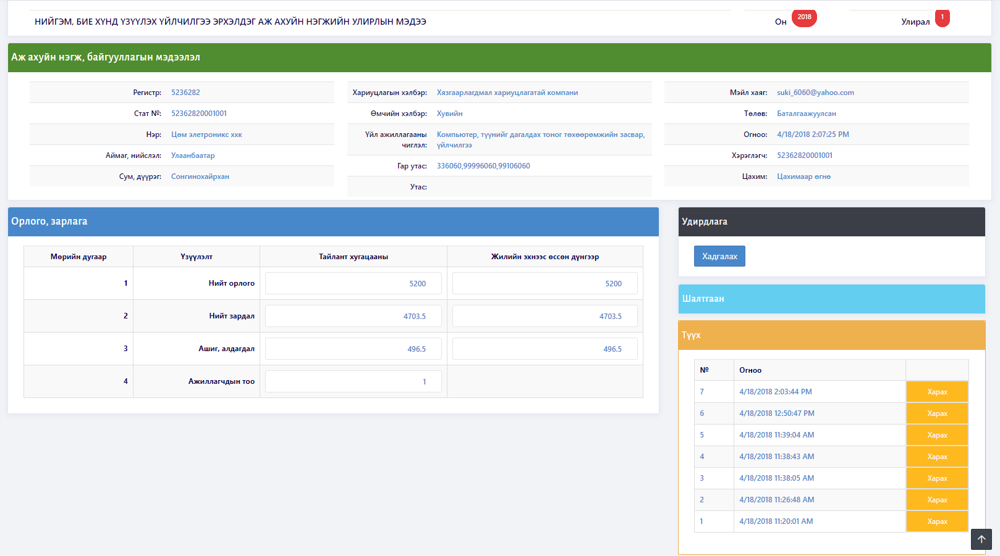 НИЙГЭМ, БИЕ ХҮНД ҮЗҮҮЛЭХ ҮЙЛЧИЛГЭЭ ЭРХЭЛДЭГ АЖ АХУЙН НЭГЖИЙН УЛИРЛЫН МЭДЭЭ
Он 2018
Улирал 1
Аж ахуйн нэгж, байгууллагын мэдээлэл
Регистр: 5236282
Стат №: 52362820001001
Нэр: Цөм элетроникс ххк
Аймаг, нийслэл: Улаанбаатар
Сум, дүүрэг: Сонгинохайрхан
Хариуцлагын хэлбэр: Хязгаарлагдмал хариуцлагатай компани
Өмчийн хэлбэр: Хувийн
Үйл ажиллагааны чиглэл: Компьютер, түүнийг дагалдах тоног төхөөрөмжийн засвар,
үйлчилгээ
Гар утас: 336060,99996060,99106060
Утас:
Мэйл хаяг: suki_6060@yahoo.com
Төлөв: Баталгаажуулсан
Огноо: 4/18/2018 2:07:25 PM
Хэрэглэгч: 52362820001001
Цахим: Цахимаар өгнө
Орлого, зарлага
Мөрийн дугаар Үзүүлэлт Тайлант хугацааны Жилийн эхнээс өссөн дүнгээр
1 Нийт орлого 5200 5200
2 Нийт зардал 4703.5 4703.5
3 Ашиг, алдагдал 496.5 496.5
4 Ажиллагчдын тоо 1
Удирдлага
Хадгалах
Шалтгаан
Түүх
№ Огноо
7 4/18/2018 2:03:44 PM Харах
6 4/18/2018 12:50:47 PM Харах
5 4/18/2018 11:39:04 AM Харах
4 4/18/2018 11:38:43 AM Харах
3 4/18/2018 11:38:05 AM Харах
2 4/18/2018 11:26:48 AM Харах
1 4/18/2018 11:20:01 AM Харах